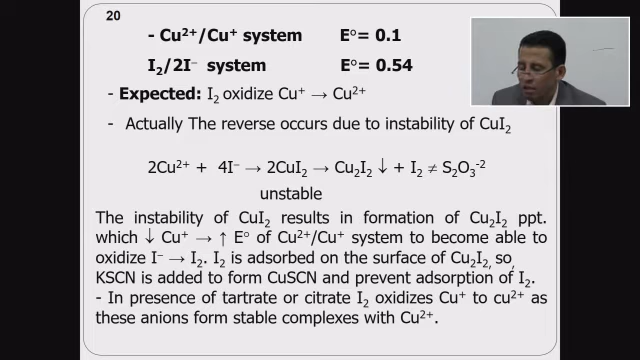 20
- Cu²⁺/Cu⁺ system E°= 0.1
I₂/2I⁻ system E°= 0.54
- Expected: I₂ oxidize Cu⁺ → Cu²⁺
- Actually The reverse occurs due to instability of CuI₂
2Cu²⁺ + 4I⁻ → 2CuI₂ → Cu₂I₂ ↓ + I₂ ≠ S₂O₃⁻²
unstable
The instability of CuI₂ results in formation of Cu₂I₂ ppt.
which ↓ Cu⁺ → ↑ E° of Cu²⁺/Cu⁺ system to become able to
oxidize I⁻ → I₂. I₂ is adsorbed on the surface of Cu₂I₂, so,
KSCN is added to form CuSCN and prevent adsorption of I₂.
- In presence of tartrate or citrate I₂ oxidizes Cu⁺ to cu²⁺ as
these anions form stable complexes with Cu²⁺.